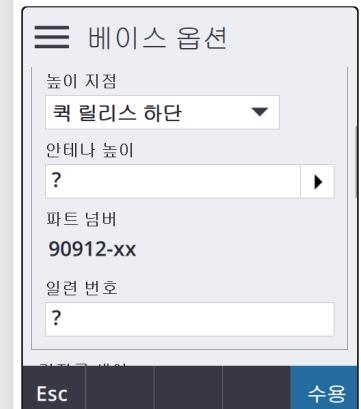 베이스 옵션
높이 지점
퀵 릴리스 하단
안테나 높이
?
파트 넘버
90912-xx
일련 번호
?
Esc
수용